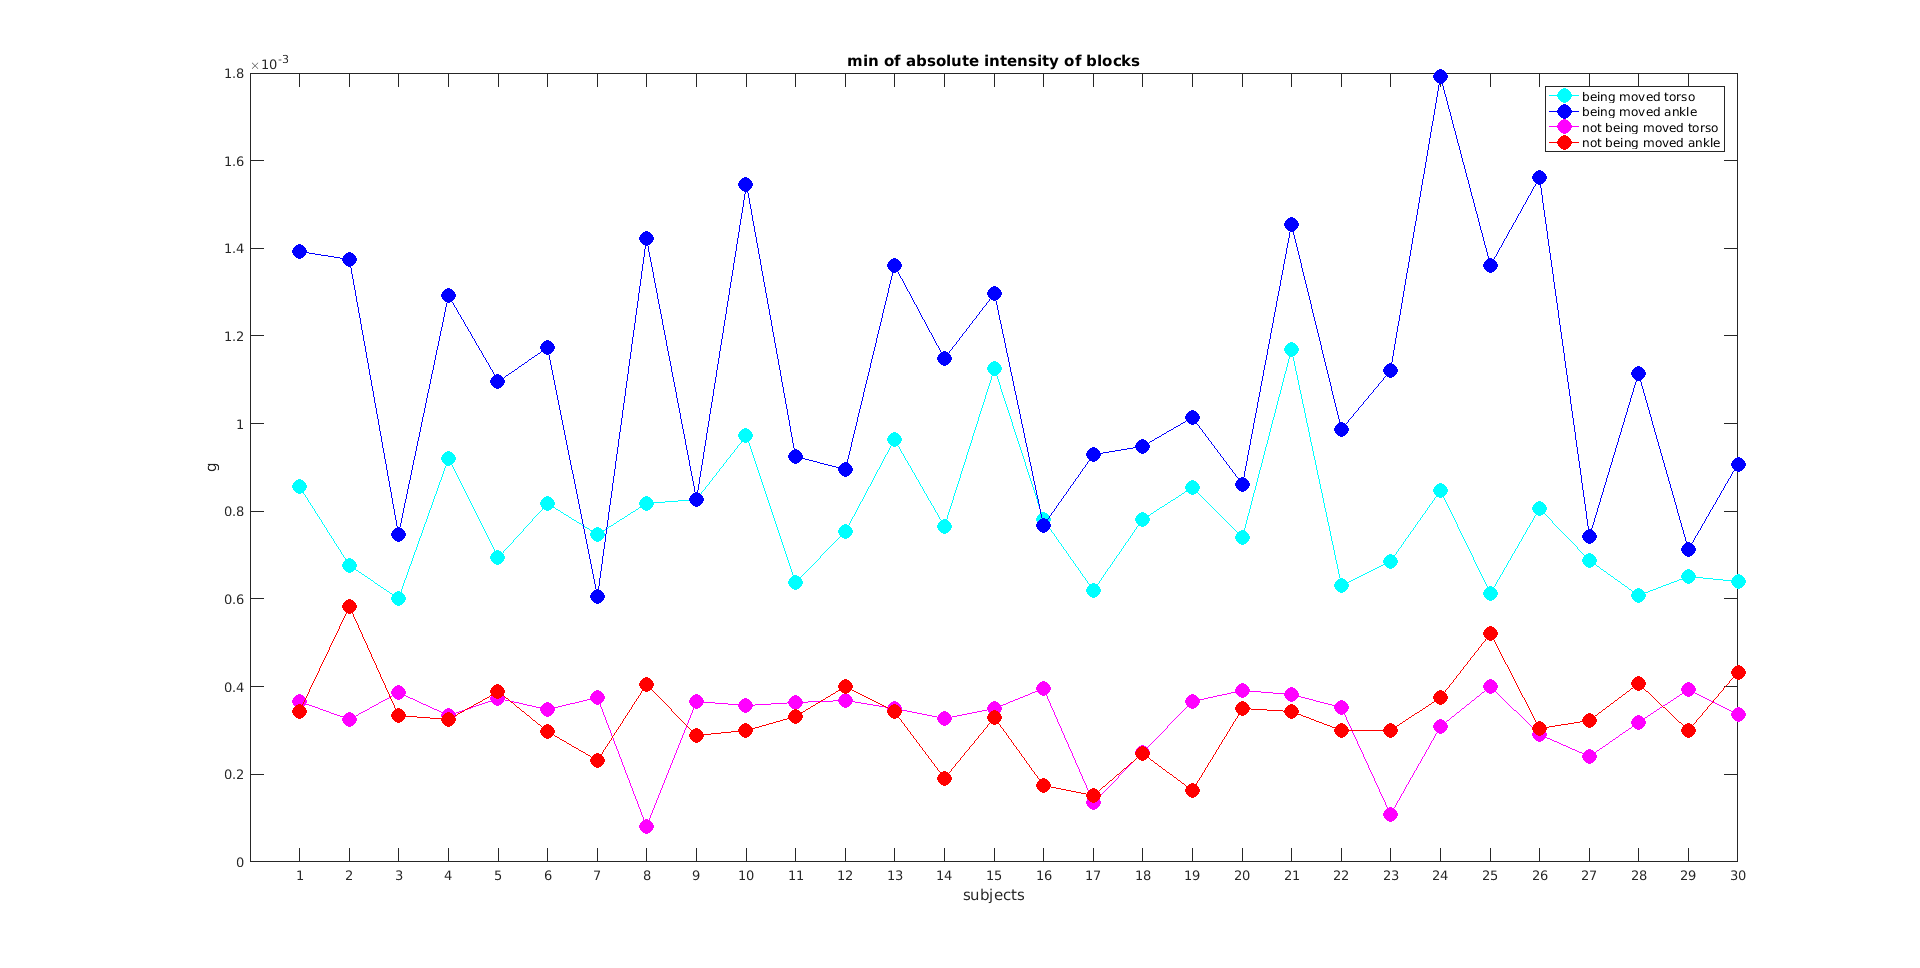 min of absolute intensity of blocks
×10-3
1.8
1.6
1.4
1.2
1
0.8
0.6
0.4
0.2
0
g
being moved torso
being moved ankle
not being moved torso
not being moved ankle
1 2 3 4 5 6 7 8 9 10 11 12 13 14 15 16 17 18 19 20 21 22 23 24 25 26 27 28 29 30
subjects